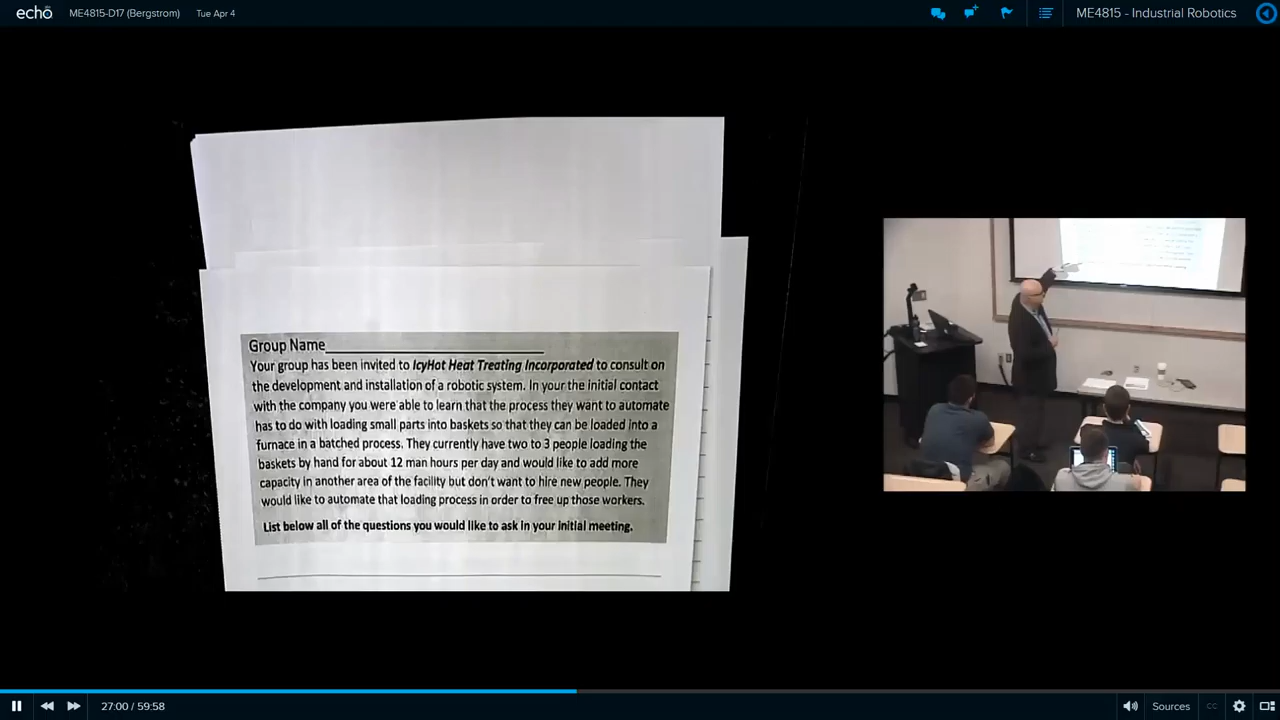 echo
ME4815-D17 (Bergstrom)
Tue Apr 4
ME4815 - Industrial Robotics
Group Name
Your group has been invited to IcyHot Heat Treating Incorporated to consult on
the development and installation of a robotic system. In your the initial contact
with the company you were able to learn that the process they want to automate
has to do with loading small parts into baskets so that they can be loaded into a
furnace in a batched process. They currently have two to 3 people loading the
baskets by hand for about 12 man hours per day and would like to add more
capacity in another area of the facility but don't want to hire new people. They
would like to automate that loading process in order to free up those workers.
List below all of the questions you would like to ask in your initial meeting.
27:00 / 59:58
Sources
CC